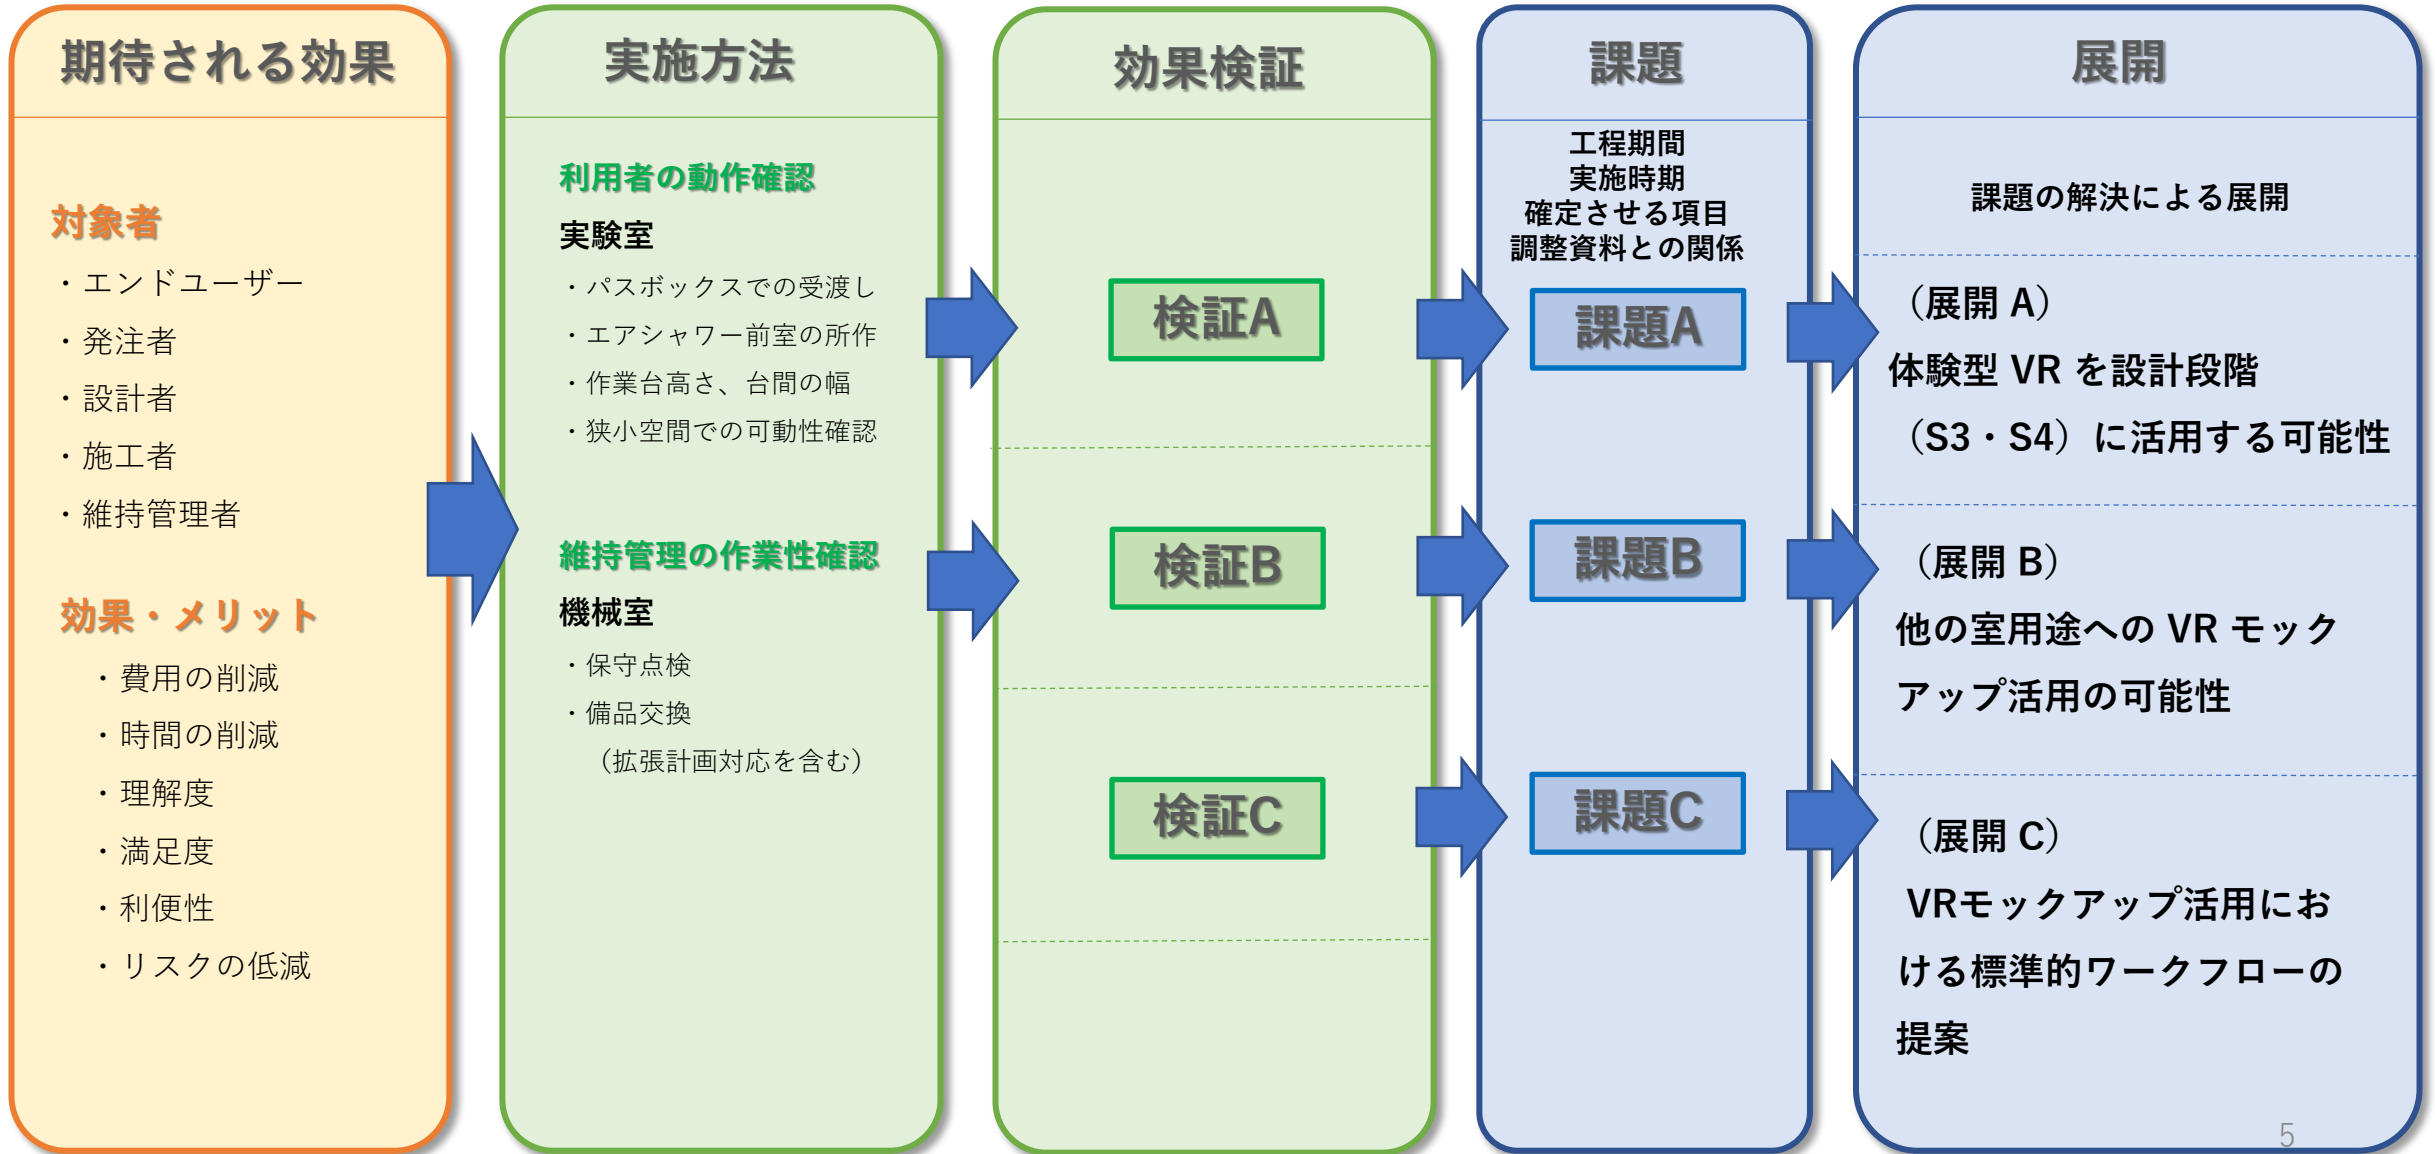 期待される効果
対象者
・エンドユーザー
・発注者
・設計者
・施工者
・維持管理者
効果・メリット
・費用の削減
・時間の削減
・理解度
・満足度
・利便性
・リスクの低減
実施方法
利用者の動作確認
実験室
・パスボックスでの受渡し
・エアシャワー前室の所作
・作業台高さ、台間の幅
・狭小空間での可動性確認
維持管理の作業性確認
機械室
・保守点検
・備品交換
（拡張計画対応を含む）
効果検証
検証A
検証B
検証C
課題
工程期間
実施時期
確定させる項目
調整資料との関係
課題A
課題B
課題C
展開
課題の解決による展開
（展開 A）
体験型 VR を設計段階
（S3・S4）に活用する可能性
（展開 B）
他の室用途への VR モック
アップ活用の可能性
（展開 C）
VRモックアップ活用にお
ける標準的ワークフローの
提案
5